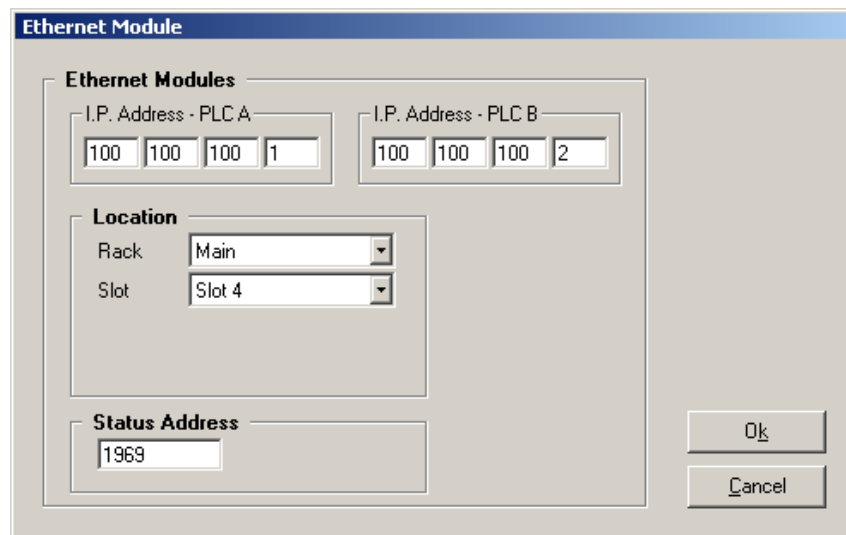 Ethernet Module
Ethernet Modules
I.P. Address - PLC A
I.P. Address - PLC B
100 100 100 1
100 100 100 2
Location
Rack Main
Slot Slot 4
Status Address
1969
Ok
Cancel